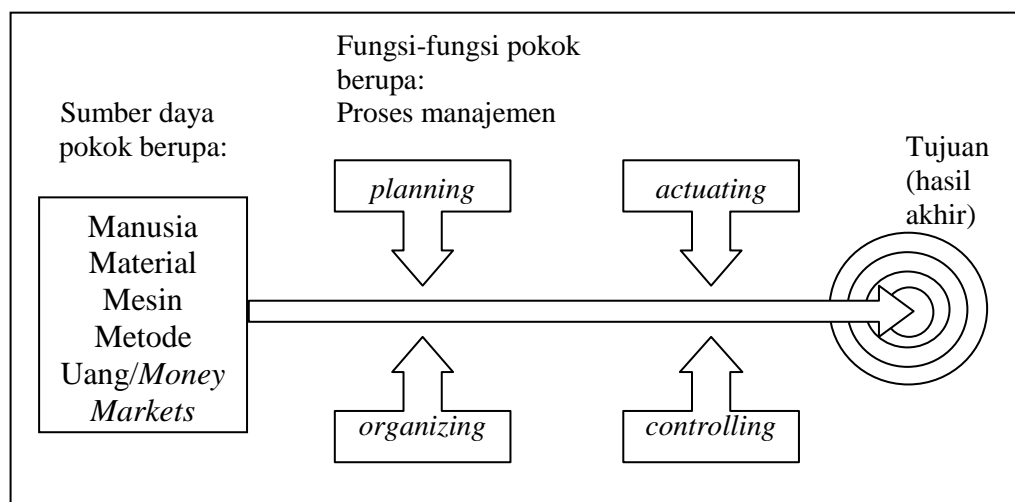 Fungsi-fungsi pokok
berupa:
Proses manajemen
Sumber daya
pokok berupa:
Tujuan
(hasil
akhir)
planning
actuating
Manusia
Material
Mesin
Metode
Uang/Money
Markets
organizing
controlling